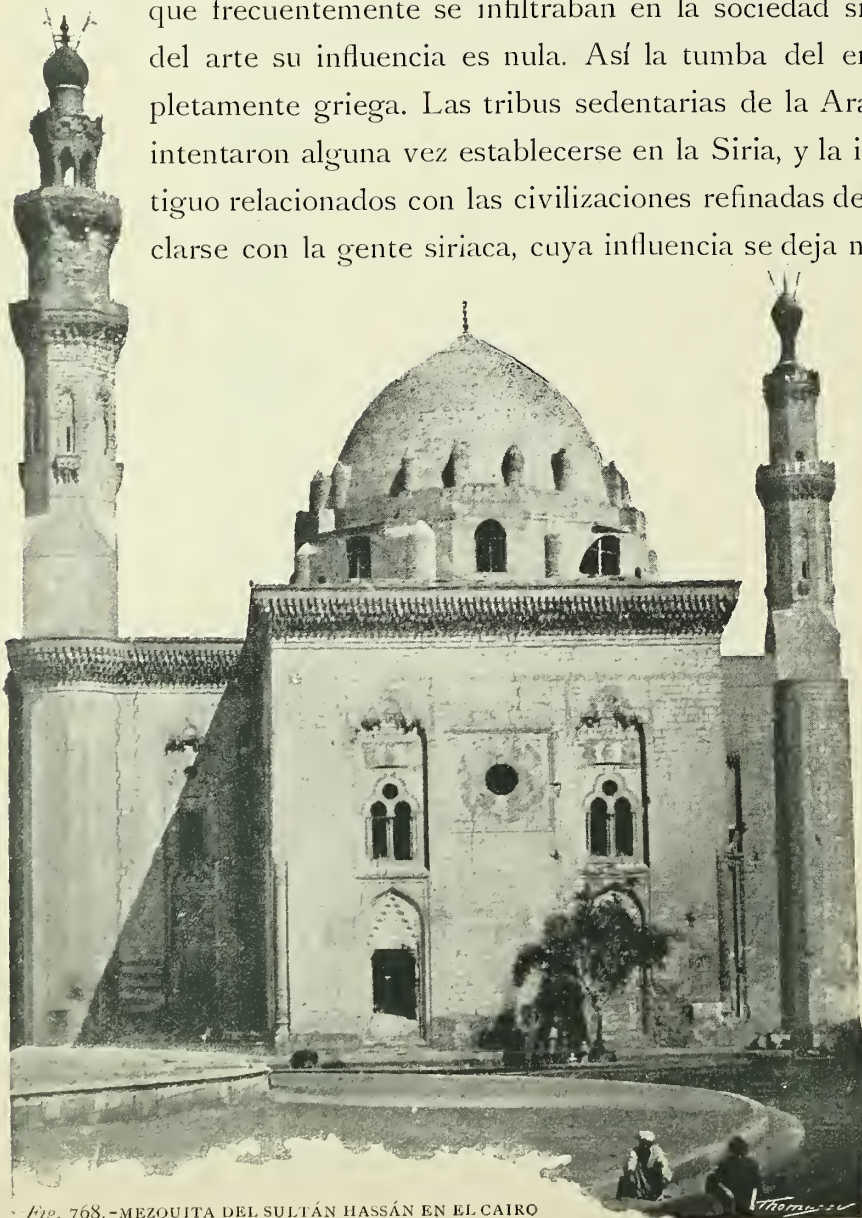 que frecuentemente se infiltraban en la sociedad
del arte su influencia es nula. Así la tumba del
pletamente griega. Las tribus sedentarias de la
intentaron alguna vez establecerse en la Siria, y la
tiguo relacionados con las civilizaciones refinadas
clarse con la gente siriaca, cuya influencia se deja
Fig. 768.-MEZQUITA DEL SULTÁN HASSÁN EN EL CAIRO